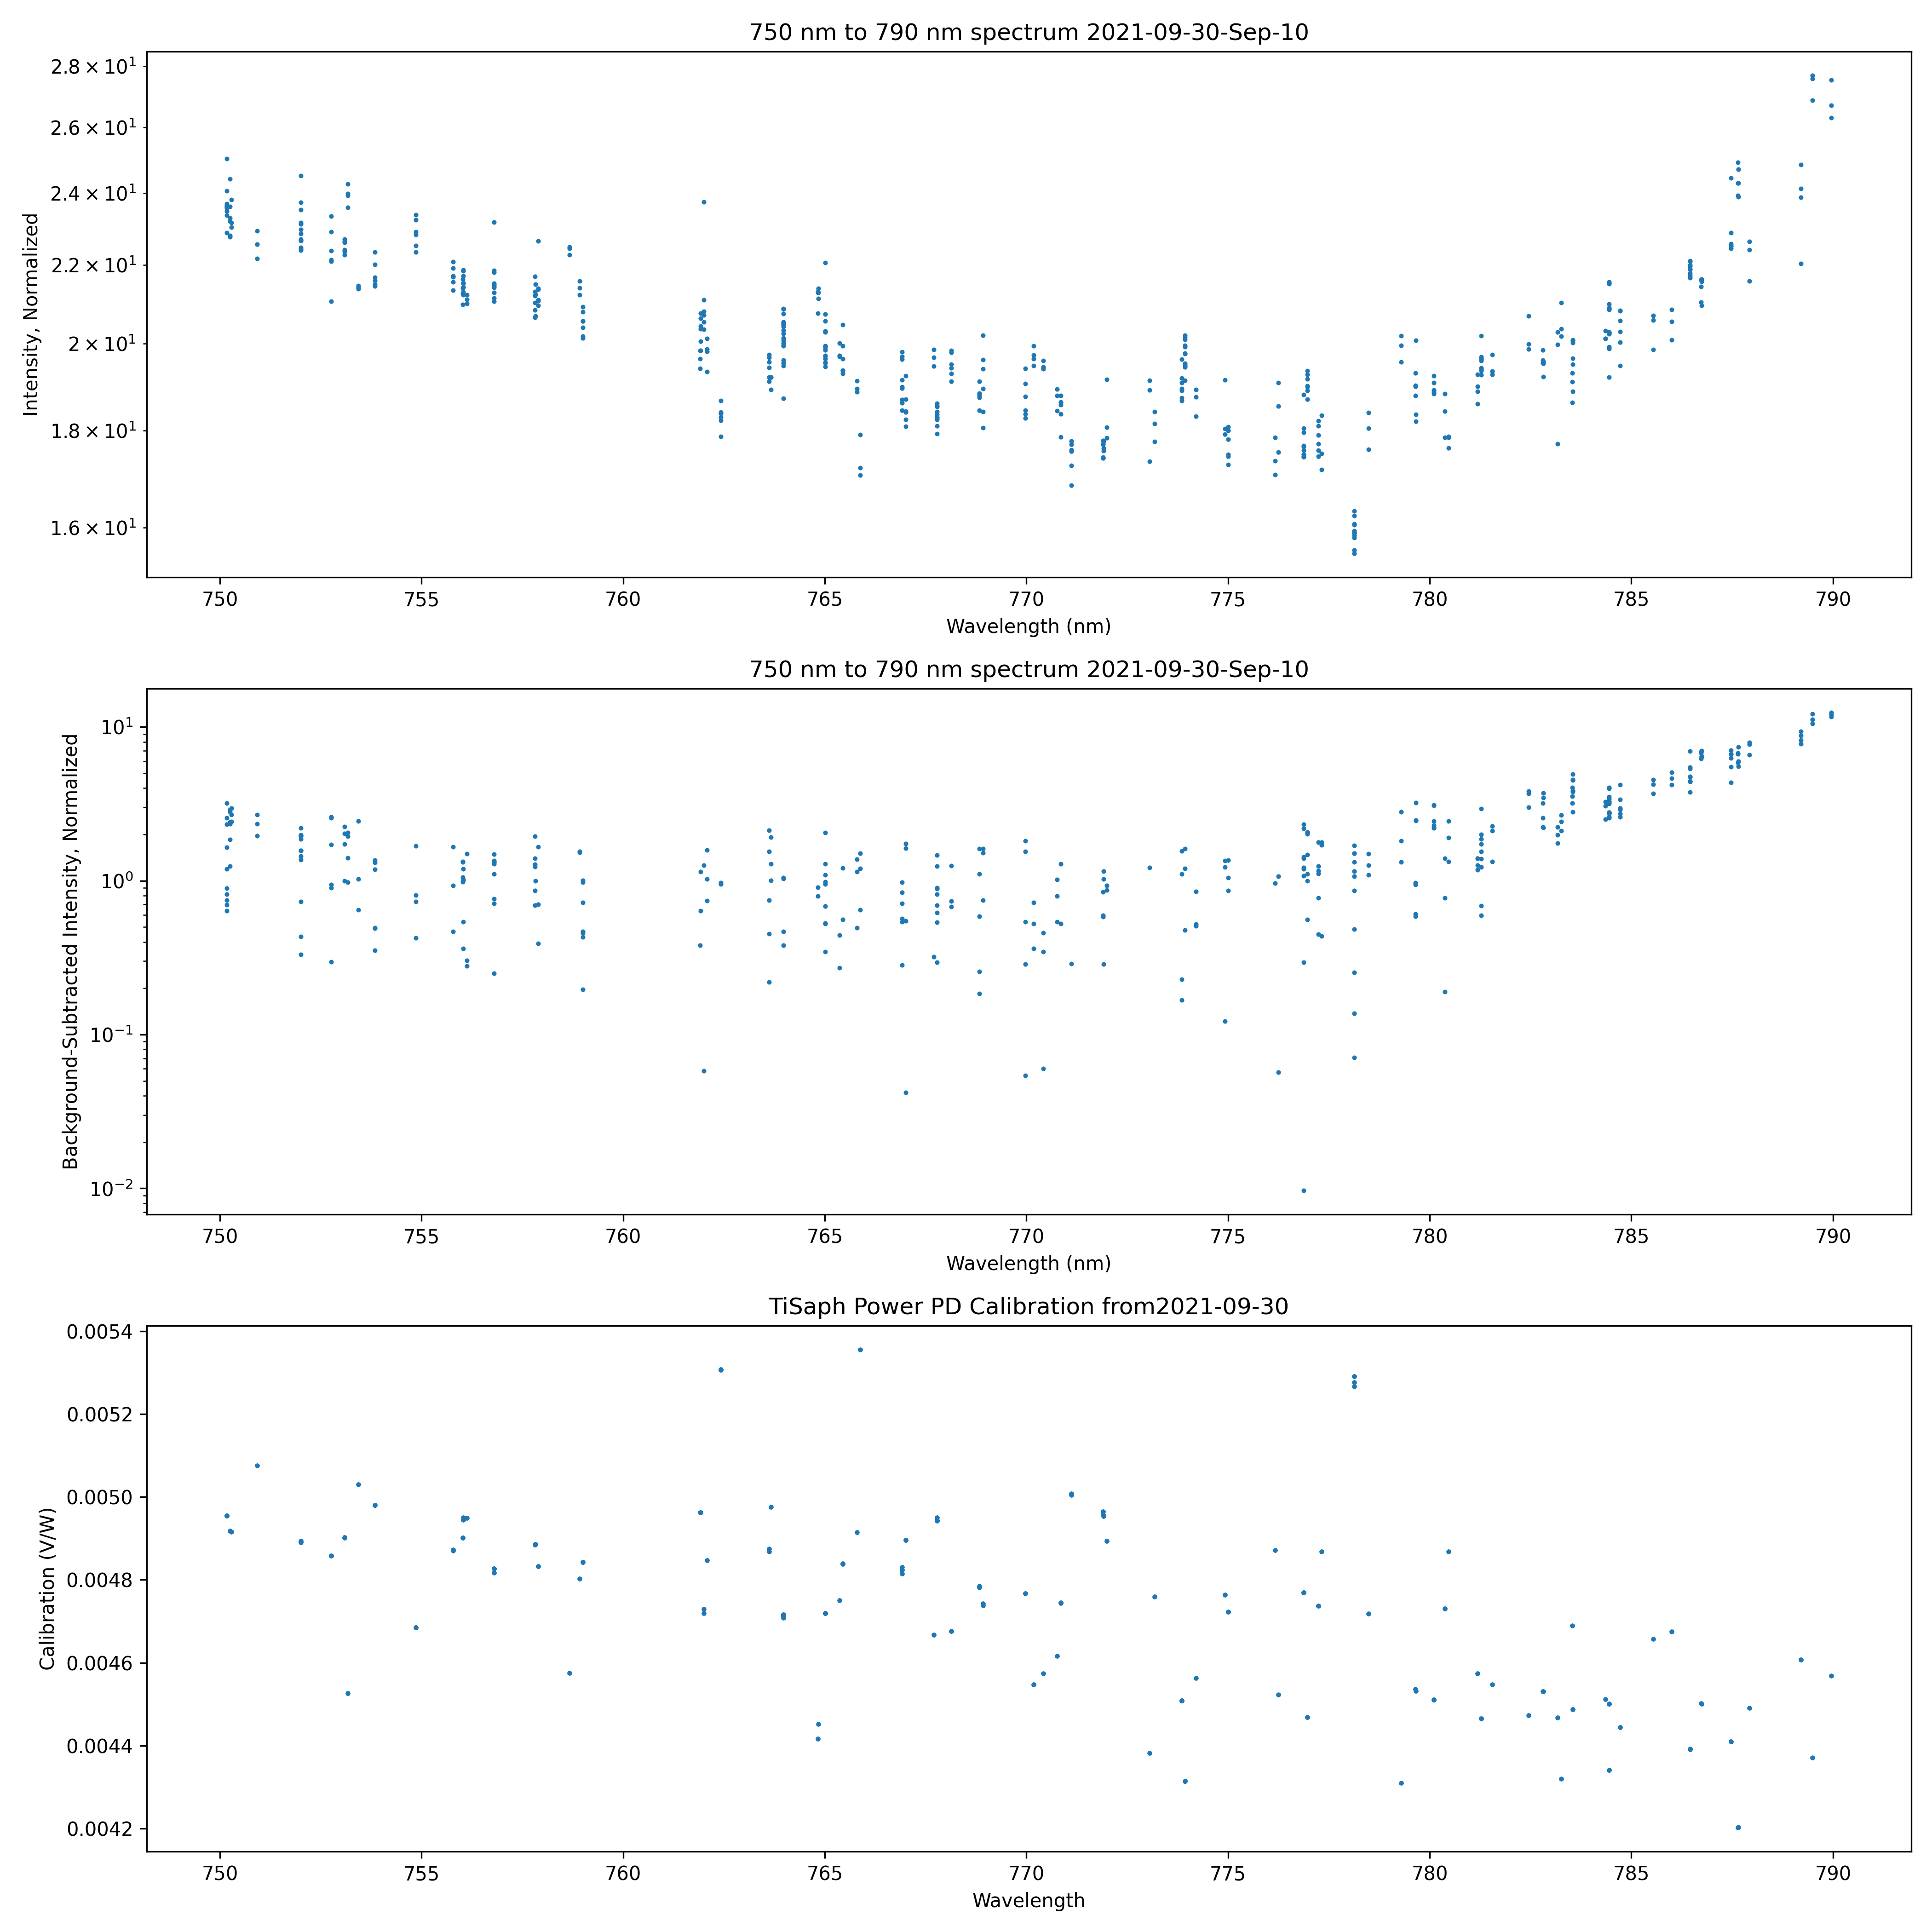 750 nm to 790 nm spectrum 2021-09-30-Sep-10
2.8 × 10¹
2.6 × 10¹
2.4 × 10¹
2.2 × 10¹
2 × 10¹
1.8 × 10¹
1.6 × 10¹
Intensity, Normalized
750 755 760 765 770 775 780 785 790
Wavelength (nm)
750 nm to 790 nm spectrum 2021-09-30-Sep-10
10¹
10⁰
10⁻¹
10⁻²
Background-Subtracted Intensity, Normalized
750 755 760 765 770 775 780 785 790
Wavelength (nm)
TiSaph Power PD Calibration from2021-09-30
0.0054
0.0052
0.0050
0.0048
0.0046
0.0044
0.0042
Calibration (V/W)
750 755 760 765 770 775 780 785 790
Wavelength